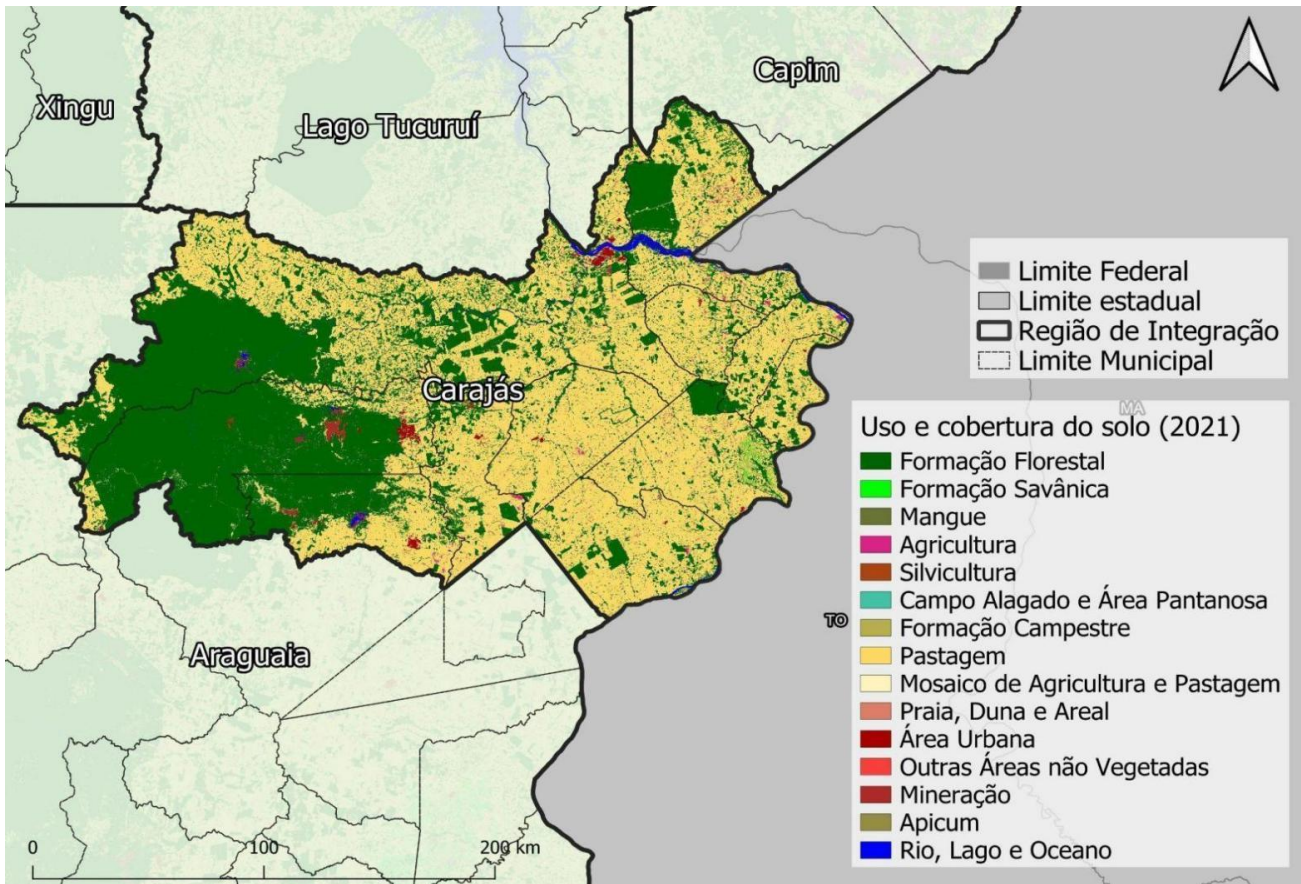 Capim
Xingu
Lago Tucuruí
Carajás
Araguaia
Limite Federal
Limite estadual
Região de Integração
Limite Municipal
MA
Uso e cobertura do solo (2021)
Formação Florestal
Formação Savânica
Mangue
Agricultura
Silvicultura
Campo Alagado e Área Pantanosa
Formação Campestre
Pastagem
Mosaico de Agricultura e Pastagem
Praia, Duna e Areal
Área Urbana
Outras Áreas não Vegetadas
Mineração
Apicum
Rio, Lago e Oceano
TO
0 100 200 km